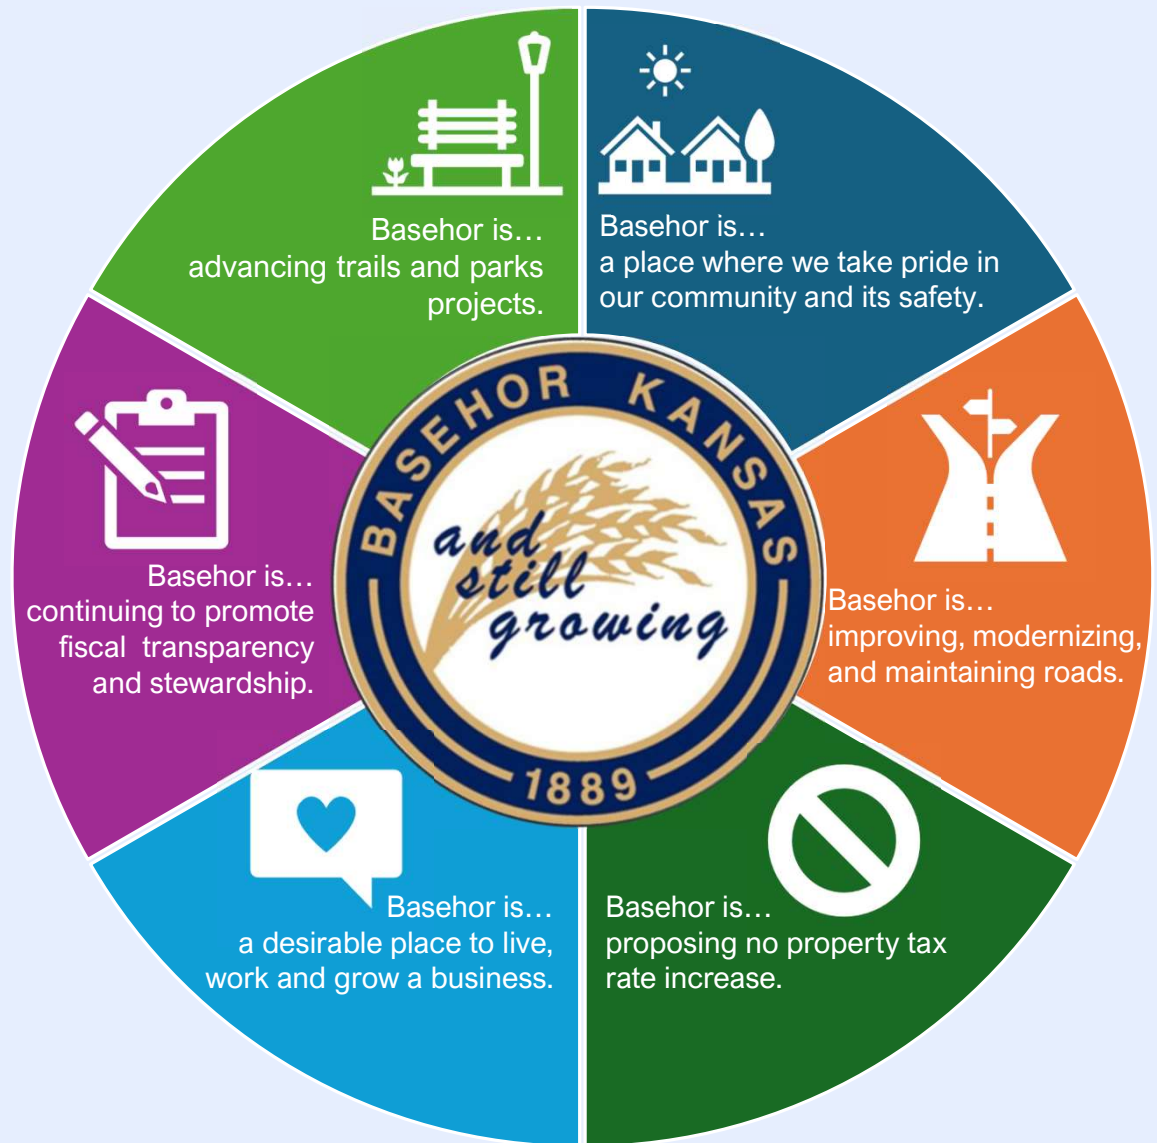 Basehor is…
advancing trails and parks
projects.
Basehor is…
a place where we take pride in
our community and its safety.
Basehor is…
continuing to promote
fiscal  transparency
and stewardship.
BASEHOR KANSAS
and
still
growing
1889
Basehor is…
improving, modernizing,
and maintaining roads.
Basehor is…
a desirable place to live,
work and grow a business.
Basehor is…
proposing no property tax
rate increase.